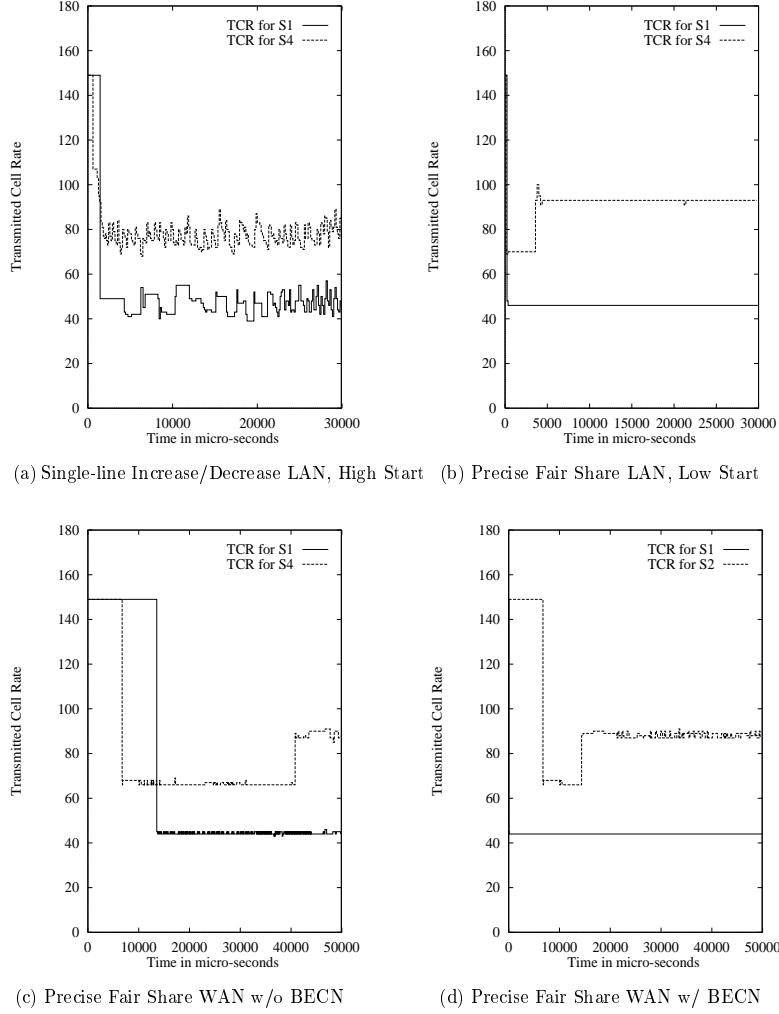 180
160
140
120
100
80
60
40
20
0
Transmitted Cell Rate
TCR for S1
TCR for S4
0 10000 20000 30000
Time in micro-seconds
(a) Single-line Increase/Decrease LAN, High Start
180
160
140
120
100
80
60
40
20
0
Transmitted Cell Rate
TCR for S1
TCR for S4
0 5000 10000 15000 20000 25000 30000
Time in micro-seconds
(b) Precise Fair Share LAN, Low Start
180
160
140
120
100
80
60
40
20
0
Transmitted Cell Rate
TCR for S1
TCR for S4
0 10000 20000 30000 40000 50000
Time in micro-seconds
(c) Precise Fair Share WAN w/o BECN
180
160
140
120
100
80
60
40
20
0
Transmitted Cell Rate
TCR for S1
TCR for S2
0 10000 20000 30000 40000 50000
Time in micro-seconds
(d) Precise Fair Share WAN w/ BECN